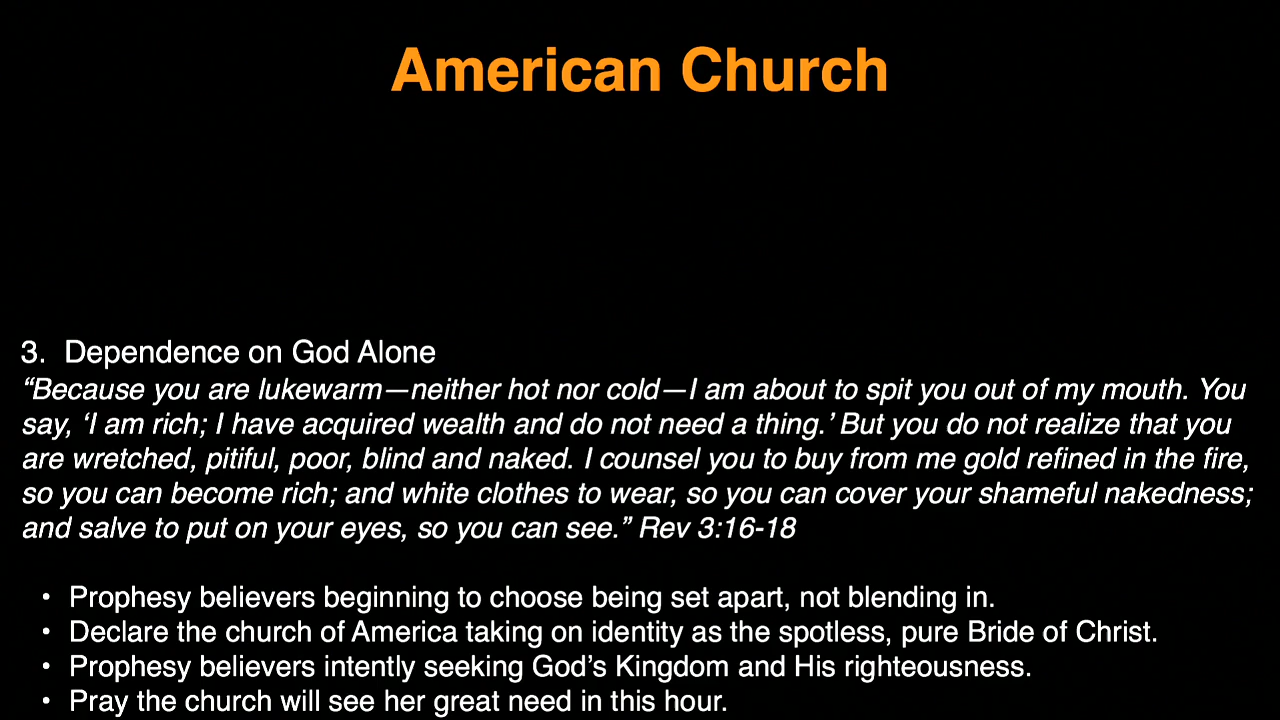 American Church
3. Dependence on God Alone
“Because you are lukewarm—neither hot nor cold—I am about to spit you out of my mouth. You
say, ‘I am rich; I have acquired wealth and do not need a thing.’ But you do not realize that you
are wretched, pitiful, poor, blind and naked. I counsel you to buy from me gold refined in the fire,
so you can become rich; and white clothes to wear, so you can cover your shameful nakedness;
and salve to put on your eyes, so you can see.” Rev 3:16-18
• Prophesy believers beginning to choose being set apart, not blending in.
• Declare the church of America taking on identity as the spotless, pure Bride of Christ.
• Prophesy believers intently seeking God’s Kingdom and His righteousness.
• Pray the church will see her great need in this hour.